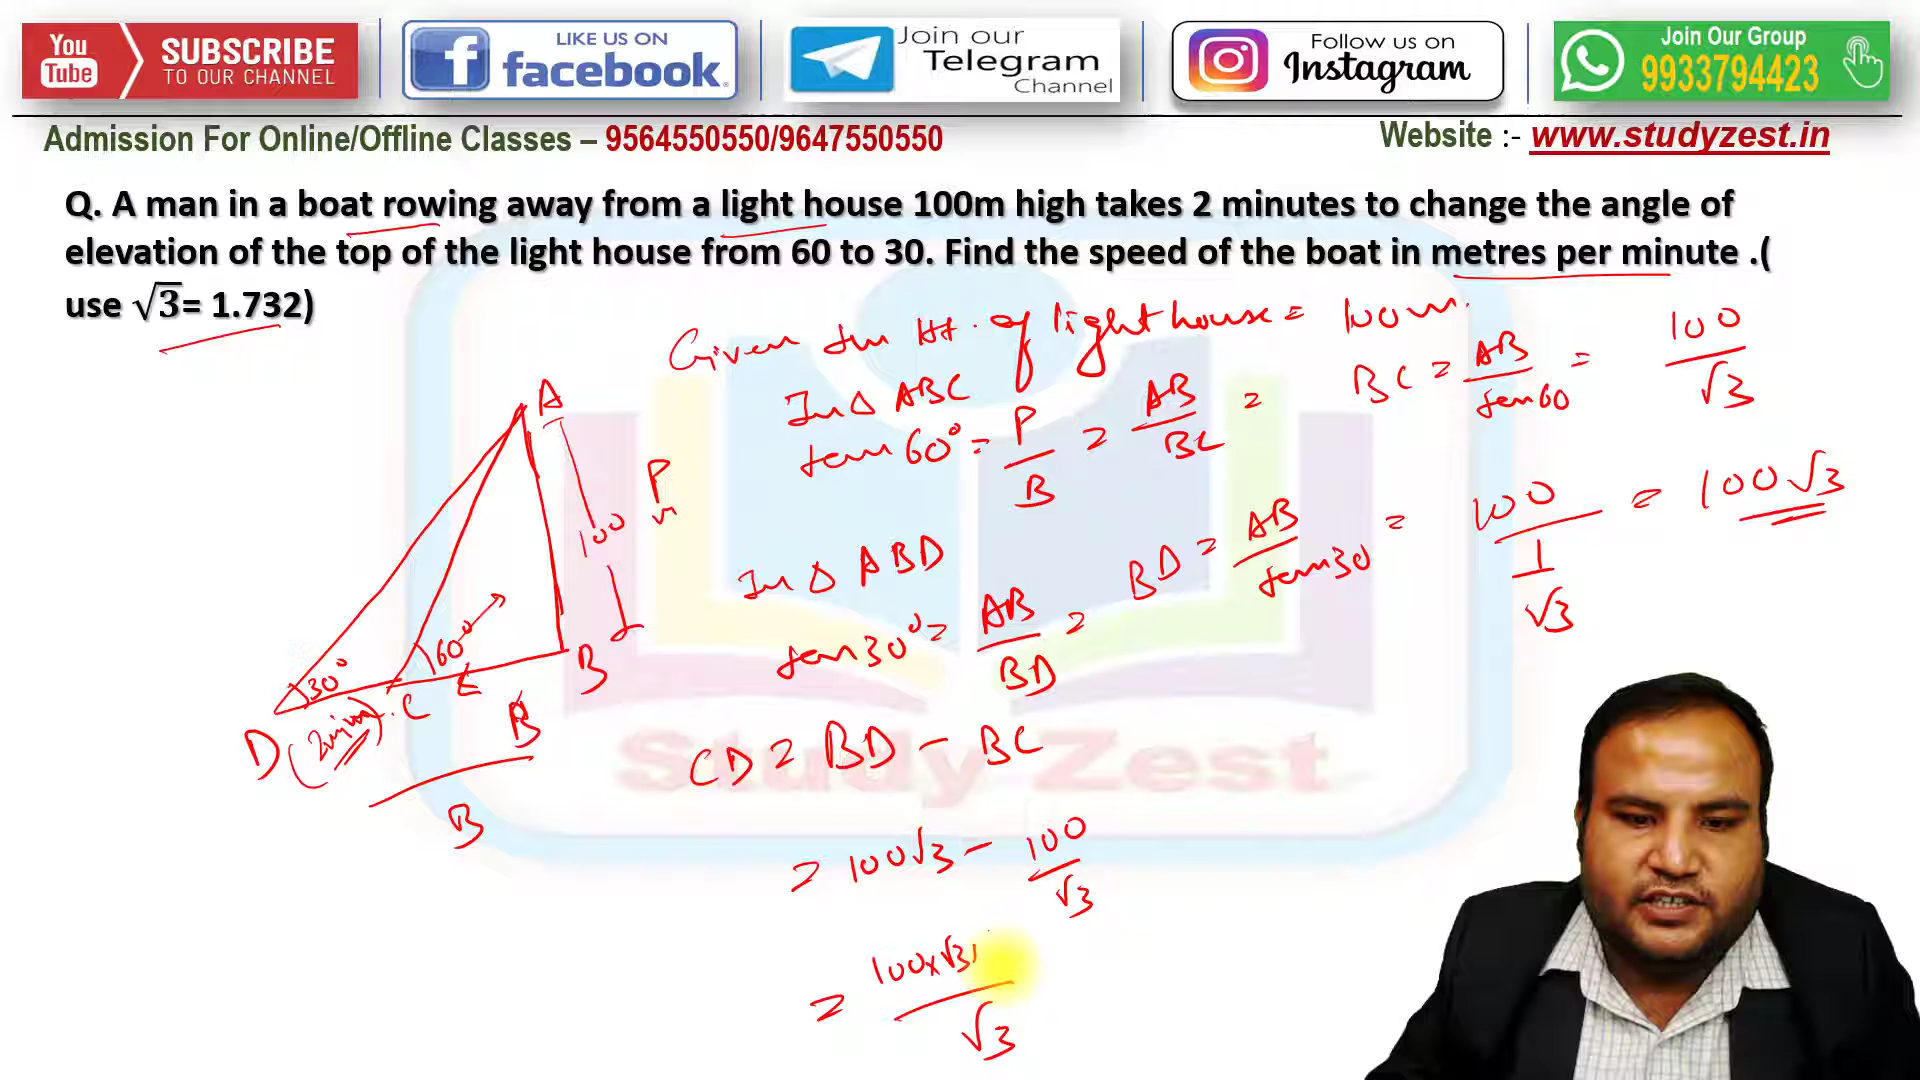 You Tube SUBSCRIBE TO OUR CHANNEL
LIKE US ON facebook.
Join our Telegram Channel
Follow us on Instagram
Join Our Group 9933794423
Admission For Online/Offline Classes – 9564550550/9647550550
Website :- www.studyzest.in
Q. A man in a boat rowing away from a light house 100m high takes 2 minutes to change the angle of
elevation of the top of the light house from 60 to 30. Find the speed of the boat in metres per minute .(
use √3= 1.732)
Given Ht. of light house = 100m.
In Δ ABC
tan 60° = P/B = AB/BC =
BC = AB/tan60 = 100/√3
In Δ ABD
tan30° = AB/BD =
BD = AB/tan30 = 100/(1/√3) = 100√3
CD = BD - BC
= 100√3 - 100/√3
= 100×√3/√3
A
100
P
60°
30°
B
C
D (2min)
B
B
Study Zest